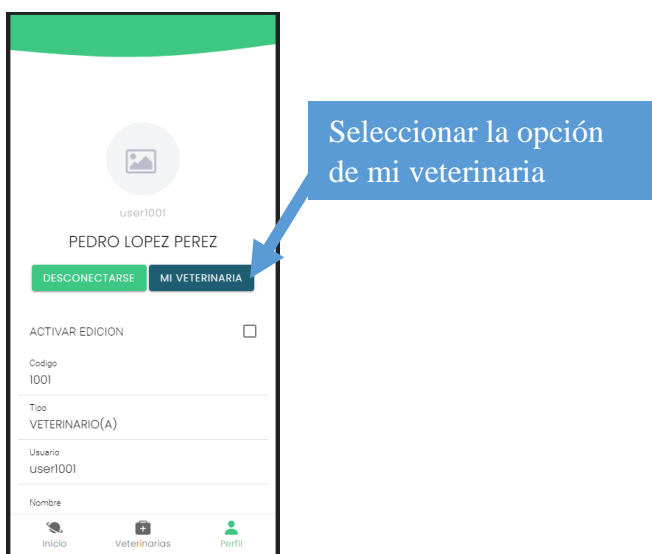 Seleccionar la opción
de mi veterinaria
user1001
PEDRO LOPEZ PEREZ
DESCONECTARSE
MI VETERINARIA
ACTIVAR EDICION
Codigo
1001
Tipo
VETERINARIO(A)
Usuario
user1001
Nombre
Inicio
Veterinarias
Perfil